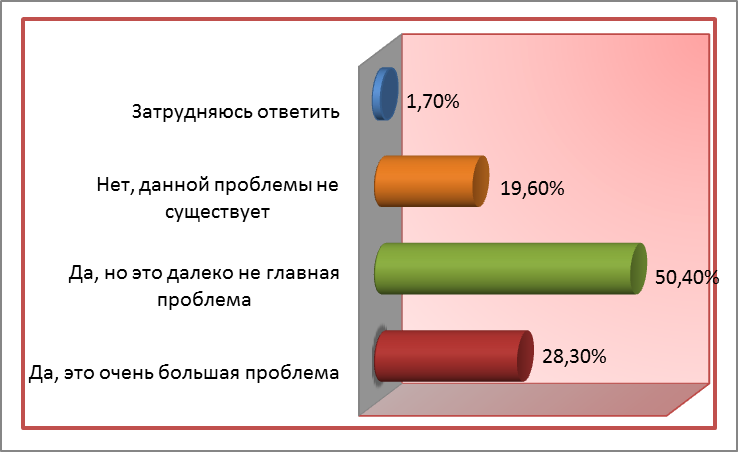 Затрудняюсь ответить
1,70%
Нет, данной проблемы не
существует
19,60%
Да, но это далеко не главная
проблема
50,40%
Да, это очень большая проблема
28,30%